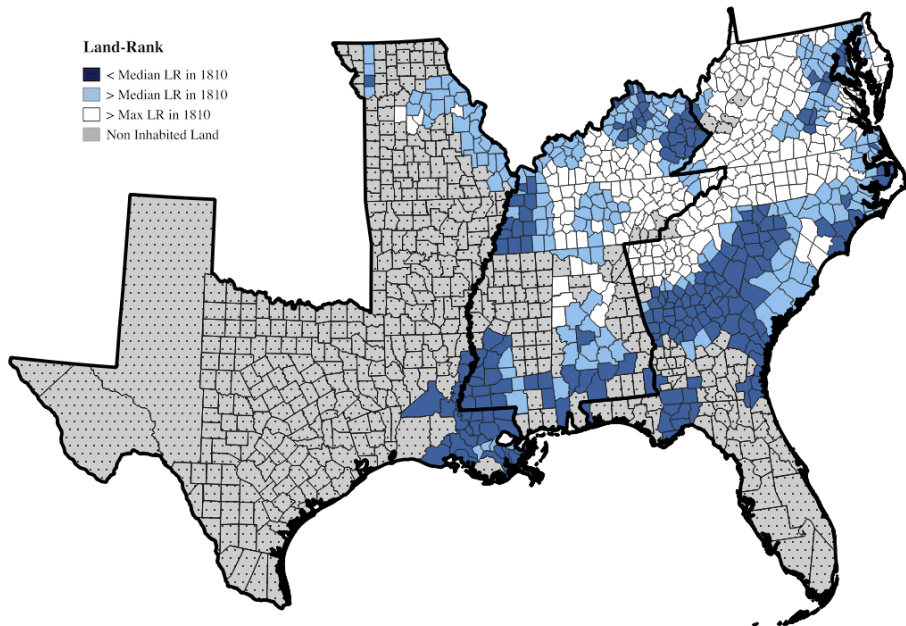 Land-Rank
< Median LR in 1810
> Median LR in 1810
> Max LR in 1810
Non Inhabited Land